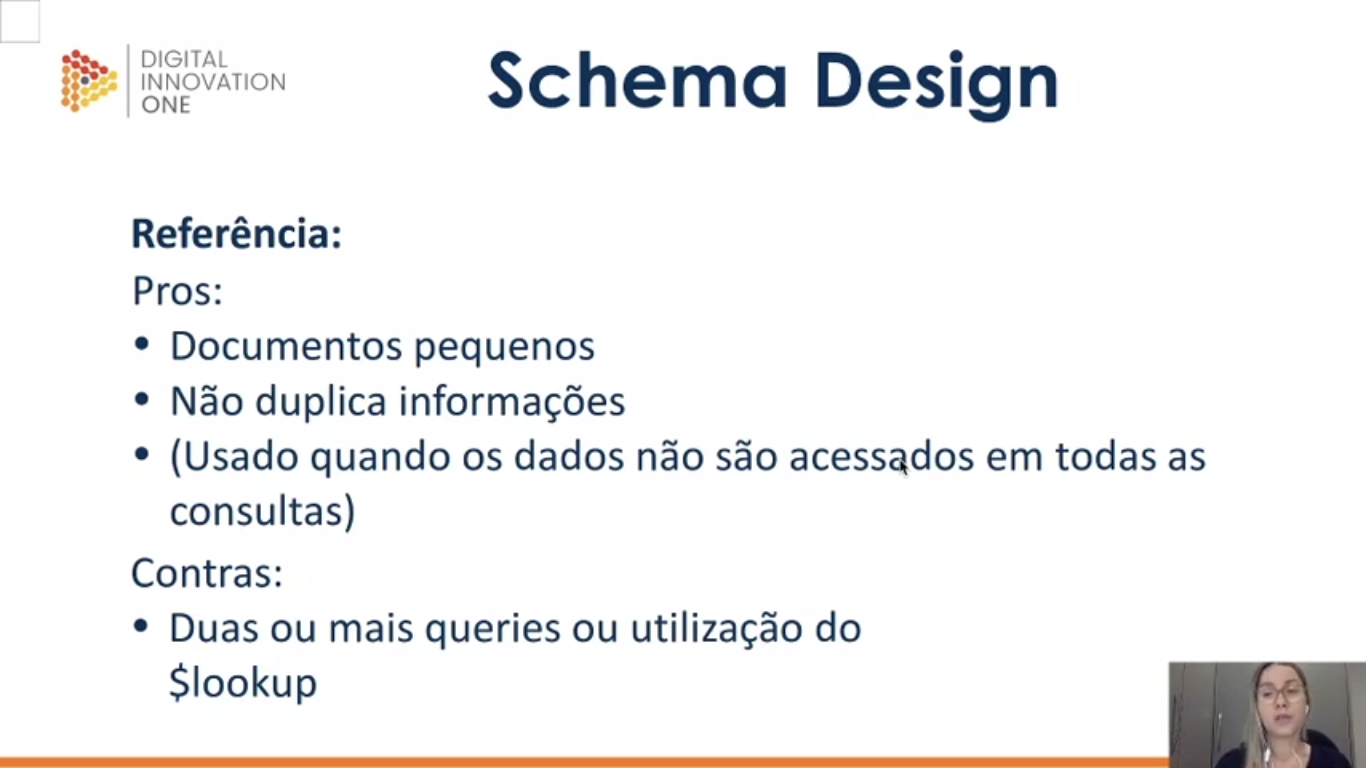 DIGITAL
INNOVATION
ONE
Schema Design
Referência:
Pros:
• Documentos pequenos
• Não duplica informações
• (Usado quando os dados não são acessados em todas as
consultas)
Contras:
• Duas ou mais queries ou utilização do
$lookup